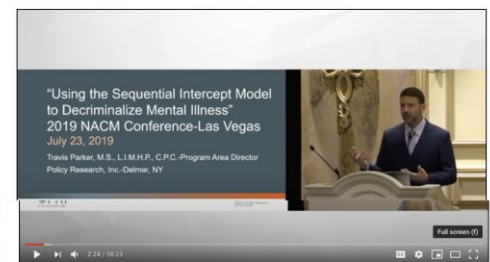 “Using the Sequential Intercept Model
to Decriminalize Mental Illness”
2019 NACM Conference-Las Vegas
July 23, 2019
Travis Parker, M.S., L.I.M.H.P., C.P.C.-Program Area Director
Policy Research, Inc.-Delmar, NY
Full screen (f)
2:24 / 58:23